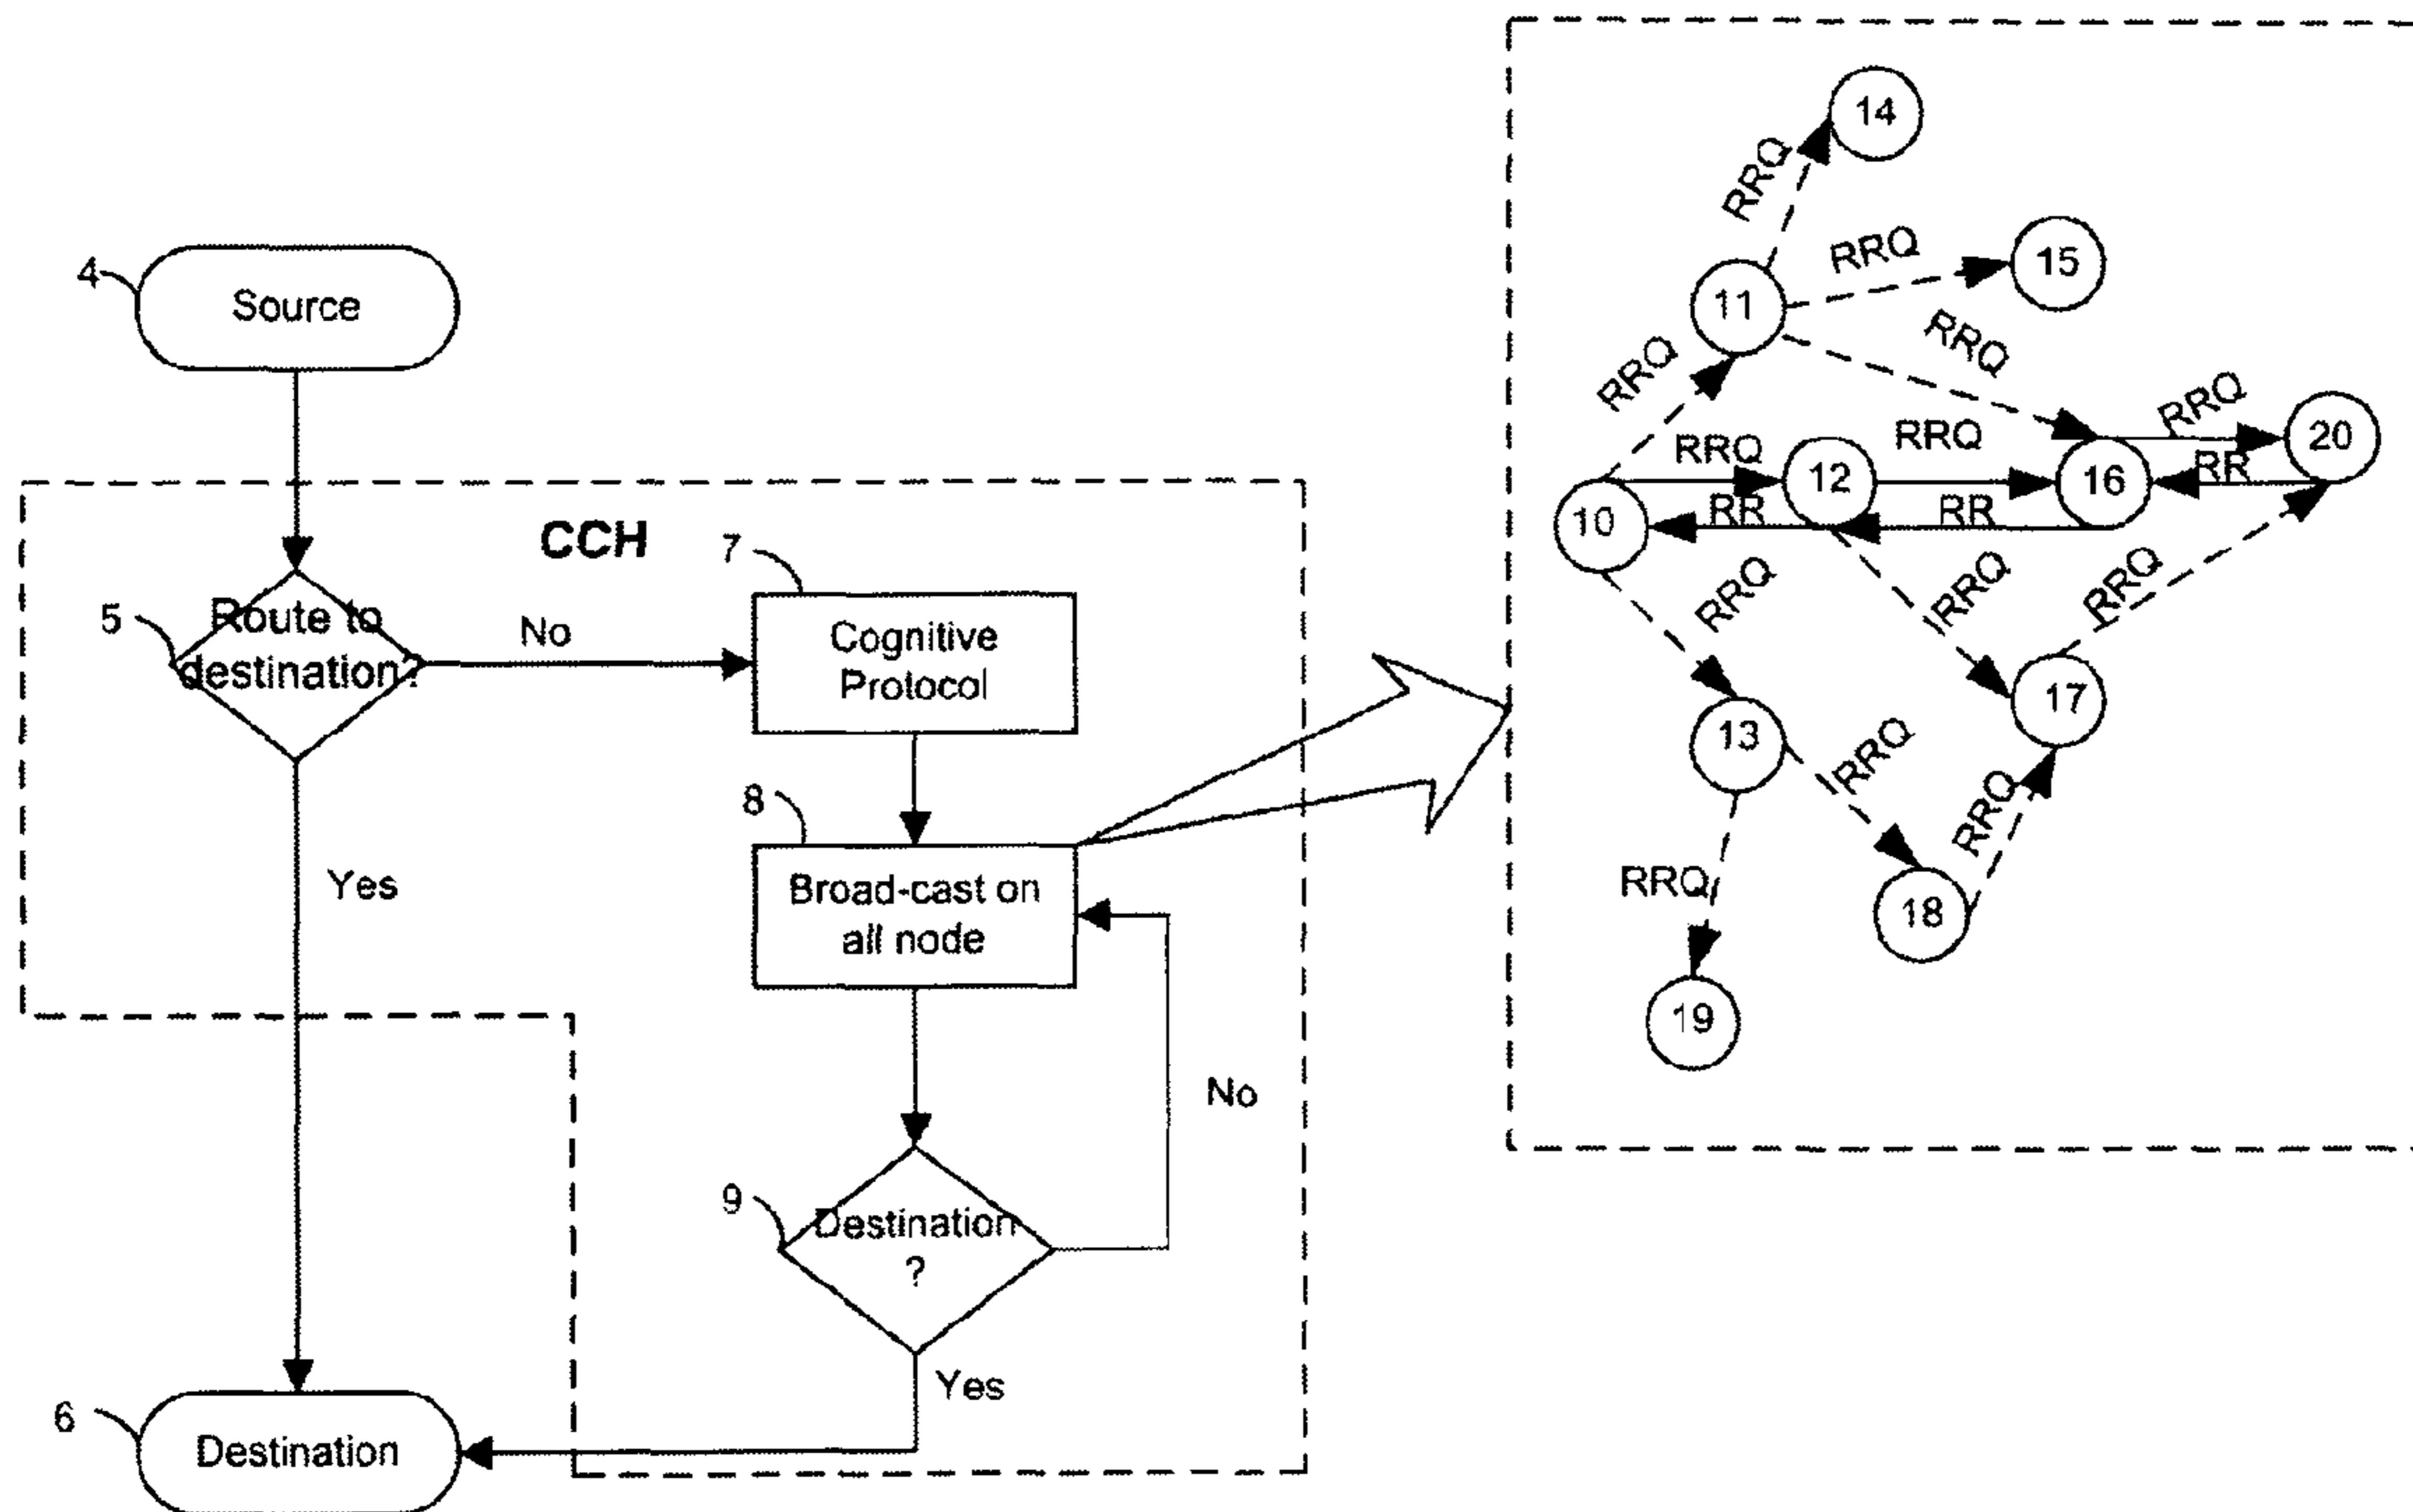 4
Source
CCH
5
Route to
destination?
No
7
Cognitive
Protocol
8
Broad-cast on
all node
Yes
No
9
Destination
?
Yes
6
Destination
14
RRQ
15
RRQ
11
RRQ
RRQ
RRQ
20
RRQ
RRQ
12
16
RR
10
RR
RR
RRQ
RRQ
RRQ
17
13
RRQ
RRQ
RRQ
18
19